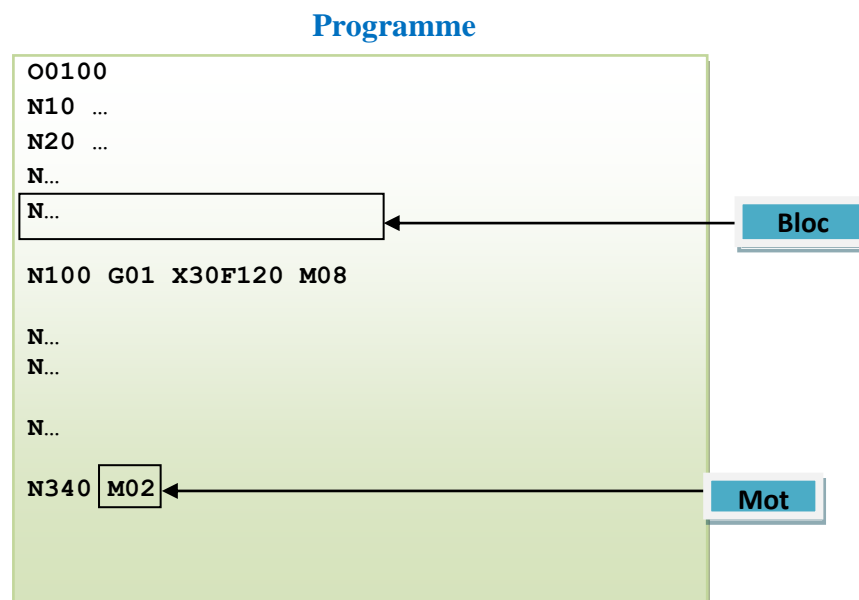 Programme
O0100
N10 …
N20 …
N…
N…
Bloc
N100 G01 X30F120 M08
N…
N…
N…
N340 M02
Mot